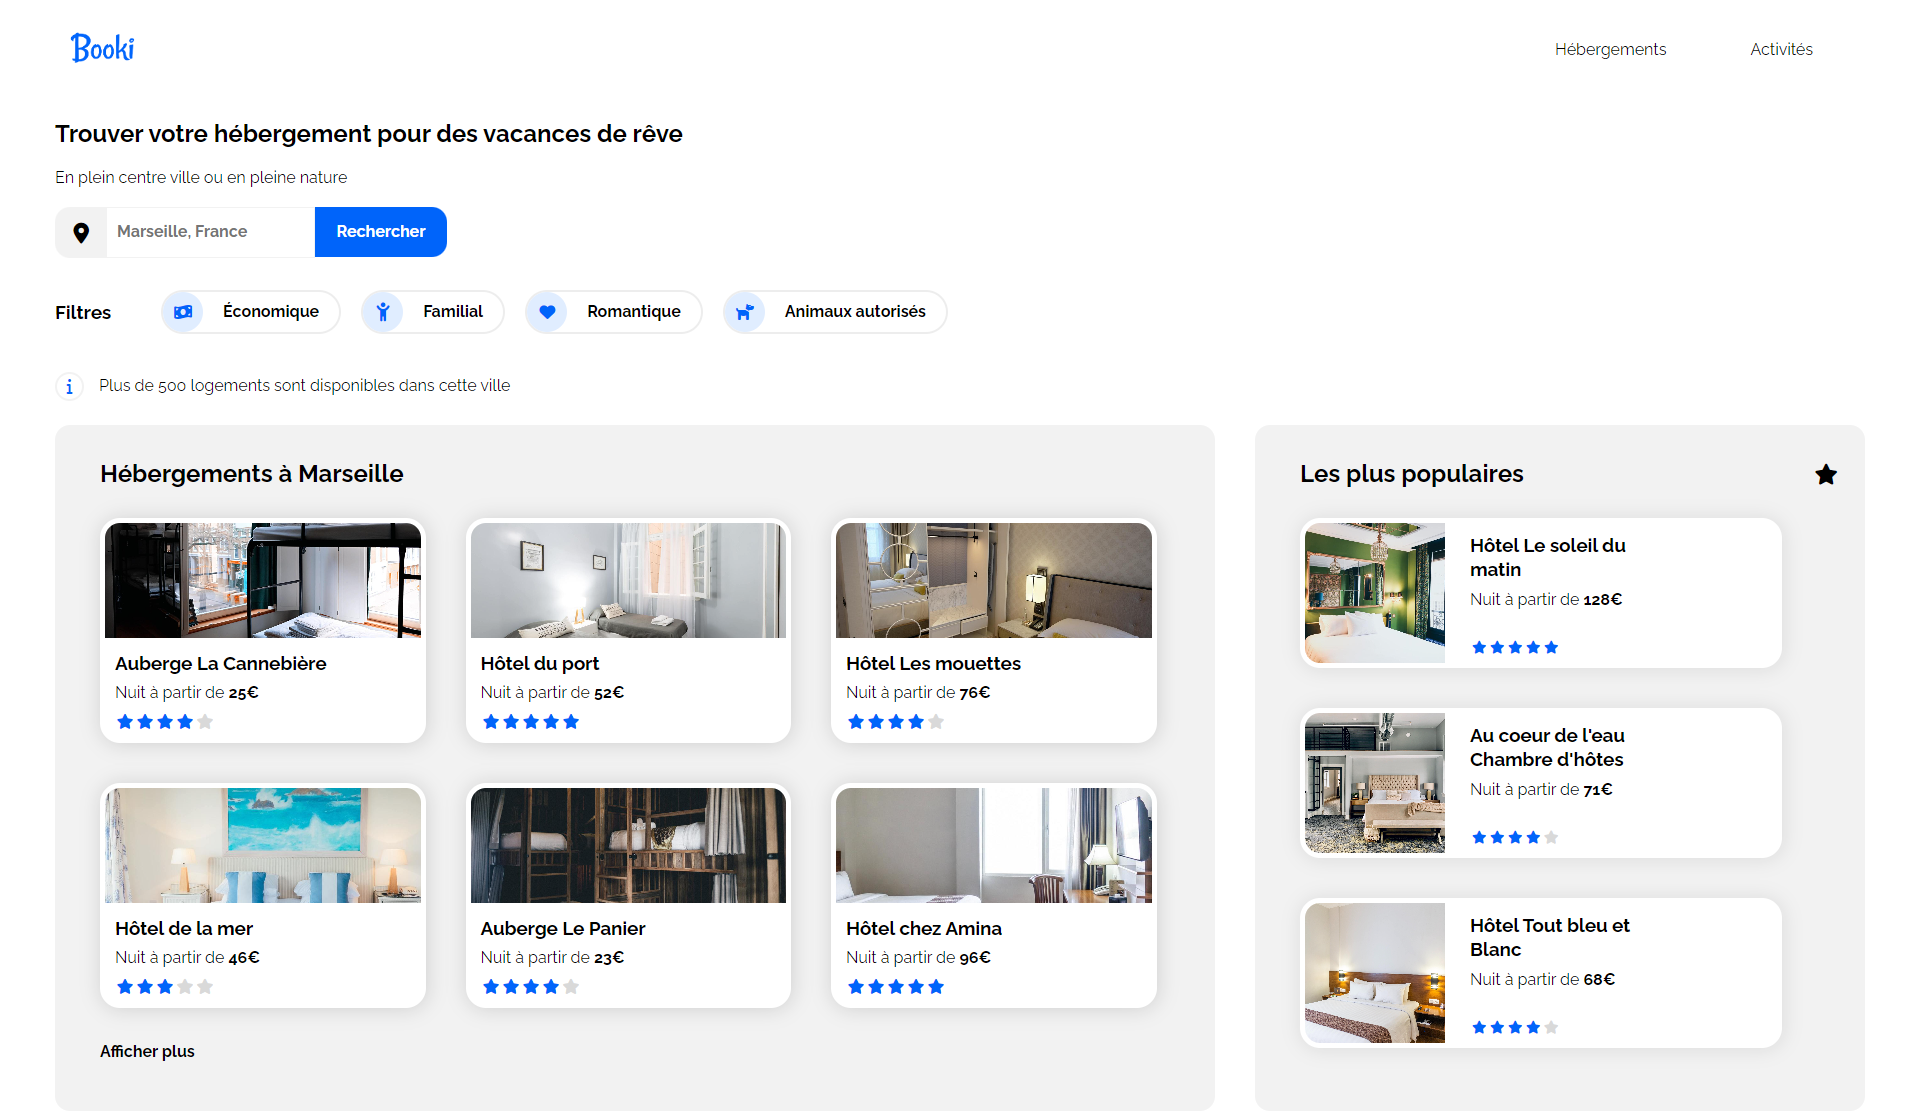 Booki
Hébergements
Activités
Trouver votre hébergement pour des vacances de rêve
En plein centre ville ou en pleine nature
Marseille, France
Rechercher
Filtres
Économique
Familial
Romantique
Animaux autorisés
Plus de 500 logements sont disponibles dans cette ville
Hébergements à Marseille
Auberge La Cannebière
Nuit à partir de 25€
Hôtel du port
Nuit à partir de 52€
Hôtel Les mouettes
Nuit à partir de 76€
Hôtel de la mer
Nuit à partir de 46€
Auberge Le Panier
Nuit à partir de 23€
Hôtel chez Amina
Nuit à partir de 96€
Afficher plus
Les plus populaires
Hôtel Le soleil du
matin
Nuit à partir de 128€
Au coeur de l'eau
Chambre d'hôtes
Nuit à partir de 71€
Hôtel Tout bleu et
Blanc
Nuit à partir de 68€